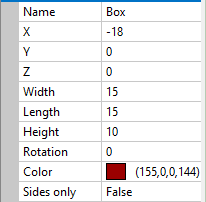 Name Box
X -18
Y 0
Z 0
Width 15
Length 15
Height 10
Rotation 0
Color (155,0,0,144)
Sides only False